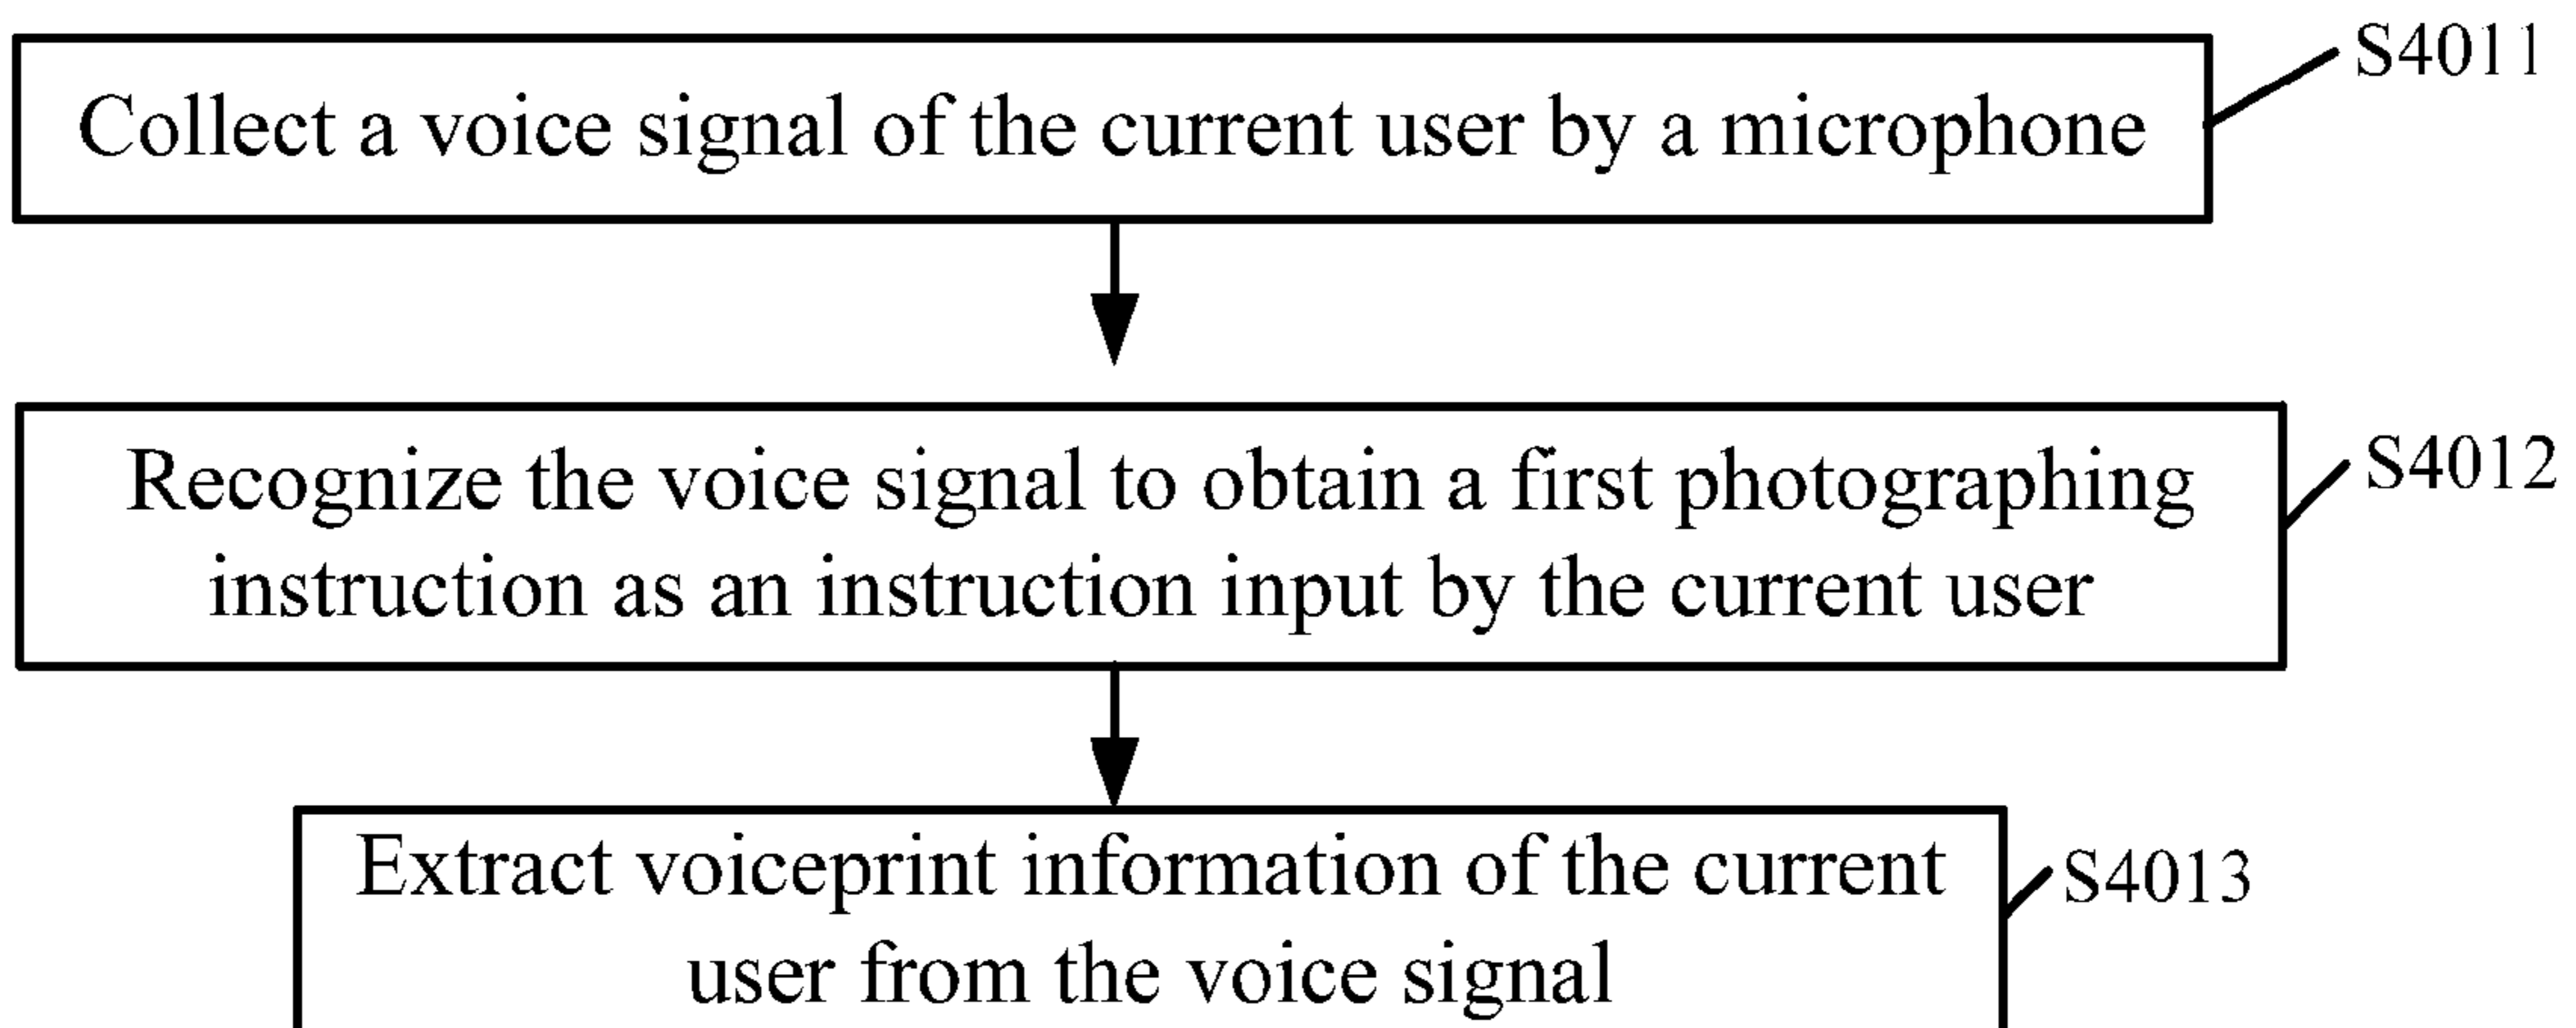 S4011
Collect a voice signal of the current user by a microphone
S4012
Recognize the voice signal to obtain a first photographing
instruction as an instruction input by the current user
S4013
Extract voiceprint information of the current
user from the voice signal